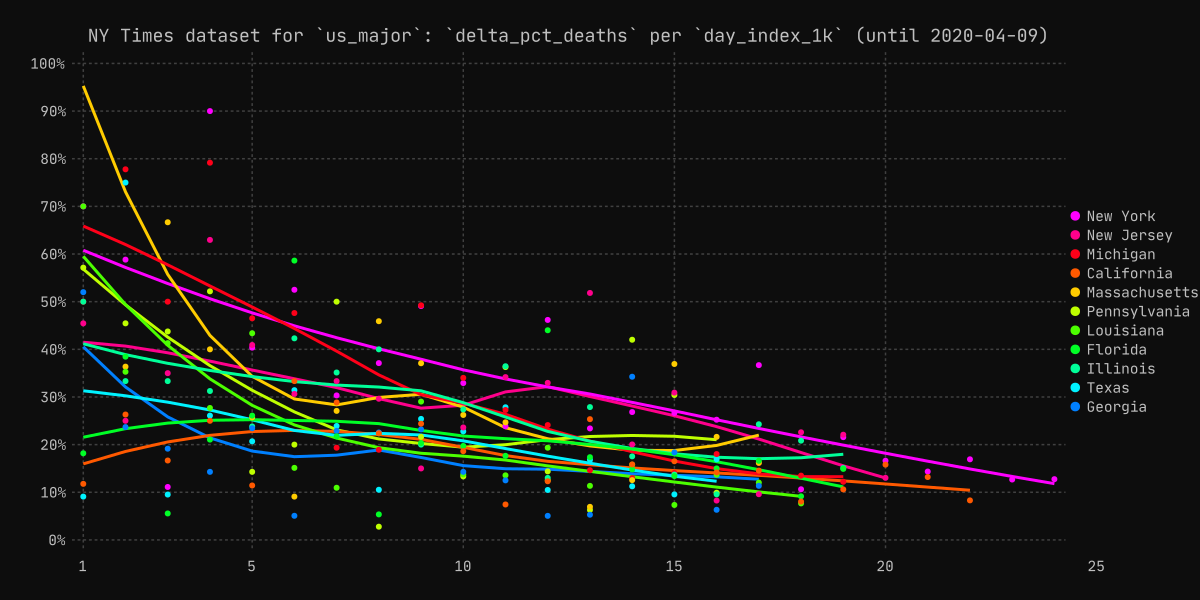 NY Times dataset for `us_major`: `delta_pct_deaths` per `day_index_1k` (until 2020-04-09)
100%
90%
80%
70%
60%
50%
40%
30%
20%
10%
0%
1 5 10 15 20 25
New York
New Jersey
Michigan
California
Massachusetts
Pennsylvania
Louisiana
Florida
Illinois
Texas
Georgia